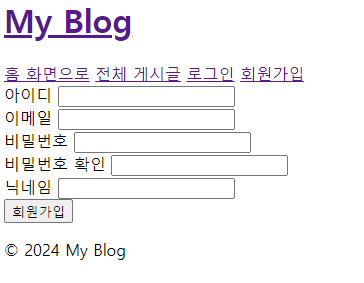 My Blog
홈 화면으로 전체 게시글 로그인 회원가입
아이디
이메일
비밀번호
비밀번호 확인
닉네임
회원가입
© 2024 My Blog